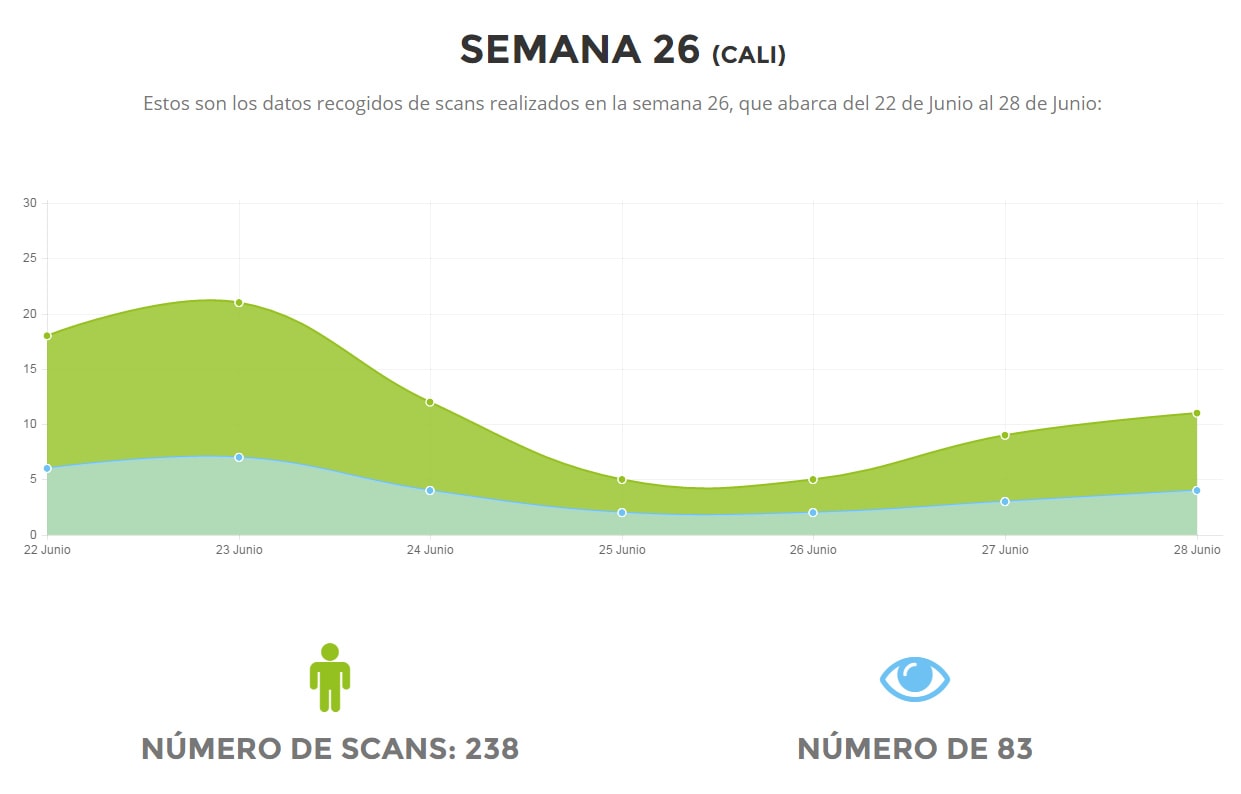 SEMANA 26 (CALI)
Estos son los datos recogidos de scans realizados en la semana 26, que abarca del 22 de Junio al 28 de Junio:
30
25
20
15
10
5
0
22 Junio 23 Junio 24 Junio 25 Junio 26 Junio 27 Junio 28 Junio
NÚMERO DE SCANS: 238 NÚMERO DE 83